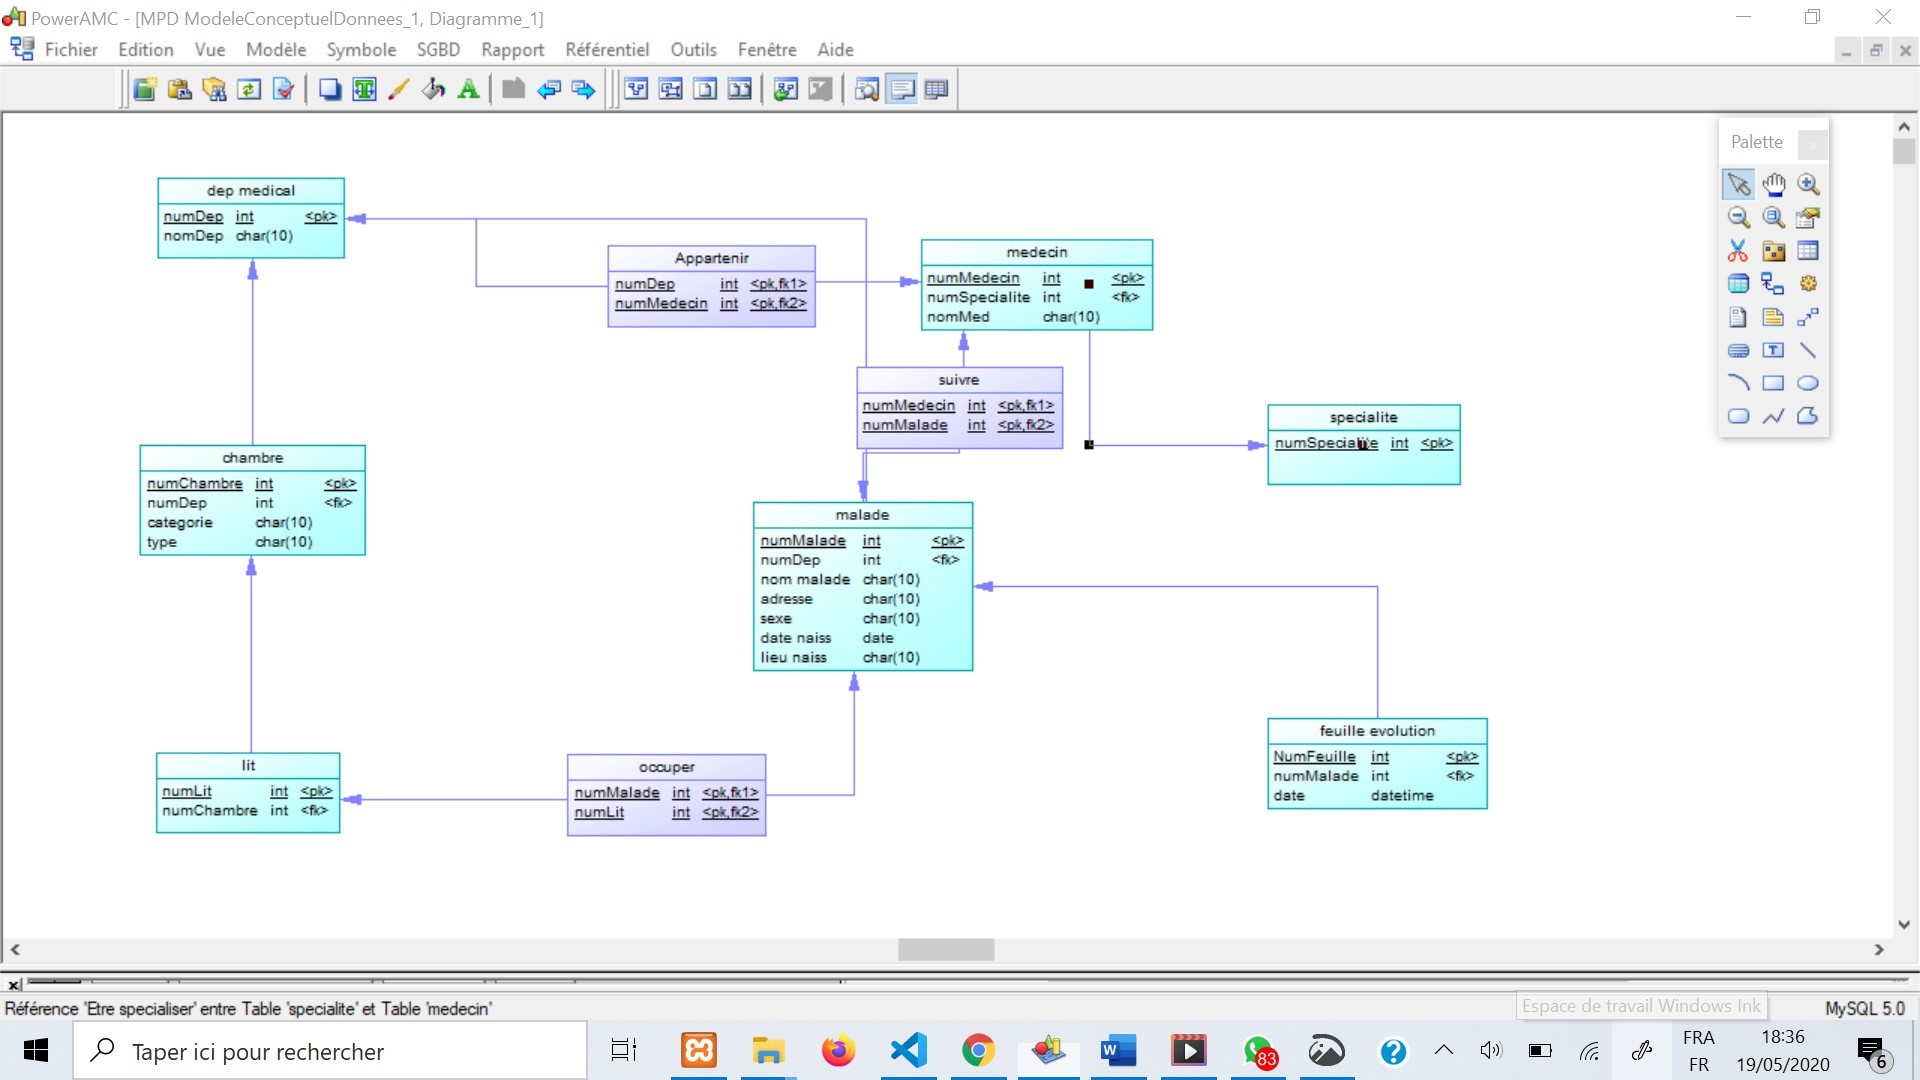 PowerAMC - [MPD ModeleConceptuelDonnees_1, Diagramme_1]
Fichier Edition Vue Modèle Symbole SGBD Rapport Référentiel Outils Fenêtre Aide
Palette
dep medical
numDep int <pk>
nomDep char(10)
Appartenir
numDep int <pk,fk1>
numMedecin int <pk,fk2>
medecin
numMedecin int <pk>
numSpecialite int <fk>
nomMed char(10)
suivre
numMedecin int <pk,fk1>
numMalade int <pk,fk2>
specialite
numSpecialite int <pk>
chambre
numChambre int <pk>
numDep int <fk>
categorie char(10)
type char(10)
malade
numMalade int <pk>
numDep int <fk>
nom malade char(10)
adresse char(10)
sexe char(10)
date naiss date
lieu naiss char(10)
feuille evolution
NumFeuille int <pk>
numMalade int <fk>
date datetime
lit
numLit int <pk>
numChambre int <fk>
occuper
numMalade int <pk,fk1>
numLit int <pk,fk2>
Référence 'Etre specialiser' entre Table 'specialite' et Table 'medecin'
Espace de travail Windows Ink
MySQL 5.0
Taper ici pour rechercher
83
FRA
FR
18:36
19/05/2020
6